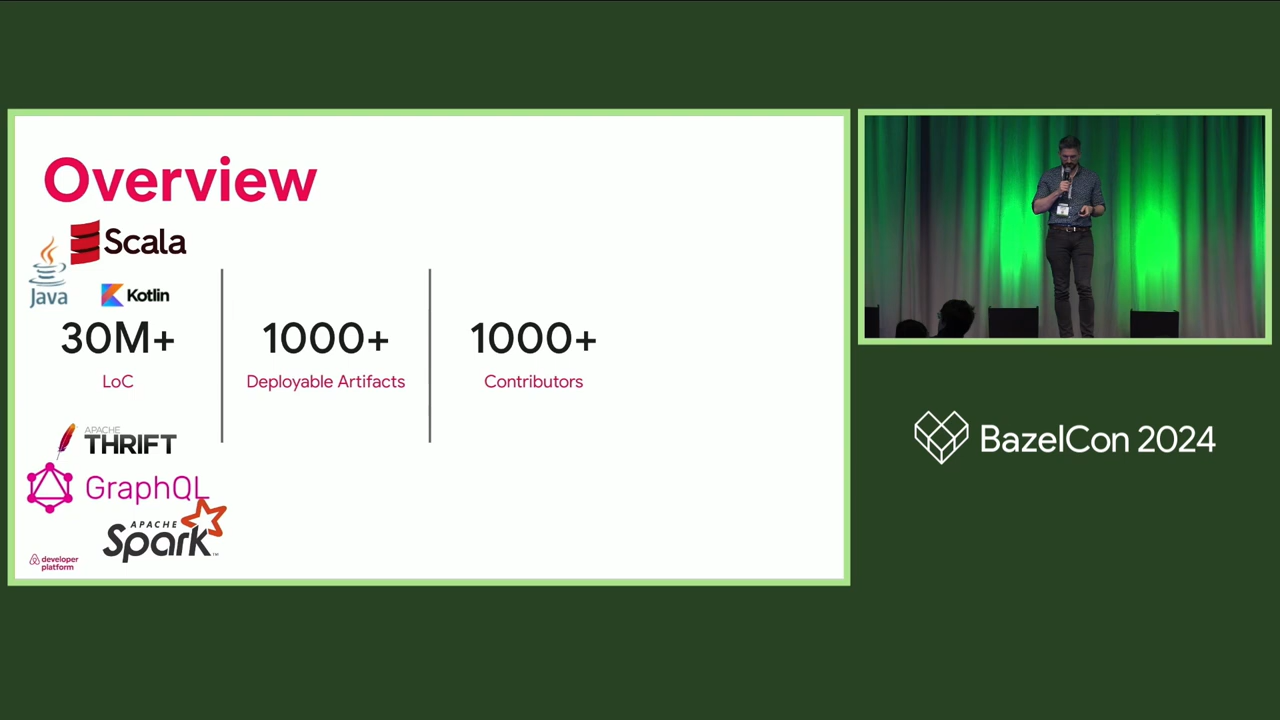 Overview
Scala
Java
Kotlin
30M+
LoC
1000+
Deployable Artifacts
1000+
Contributors
APACHE
THRIFT
GraphQL
APACHE
Spark™
developer
platform
BazelCon 2024